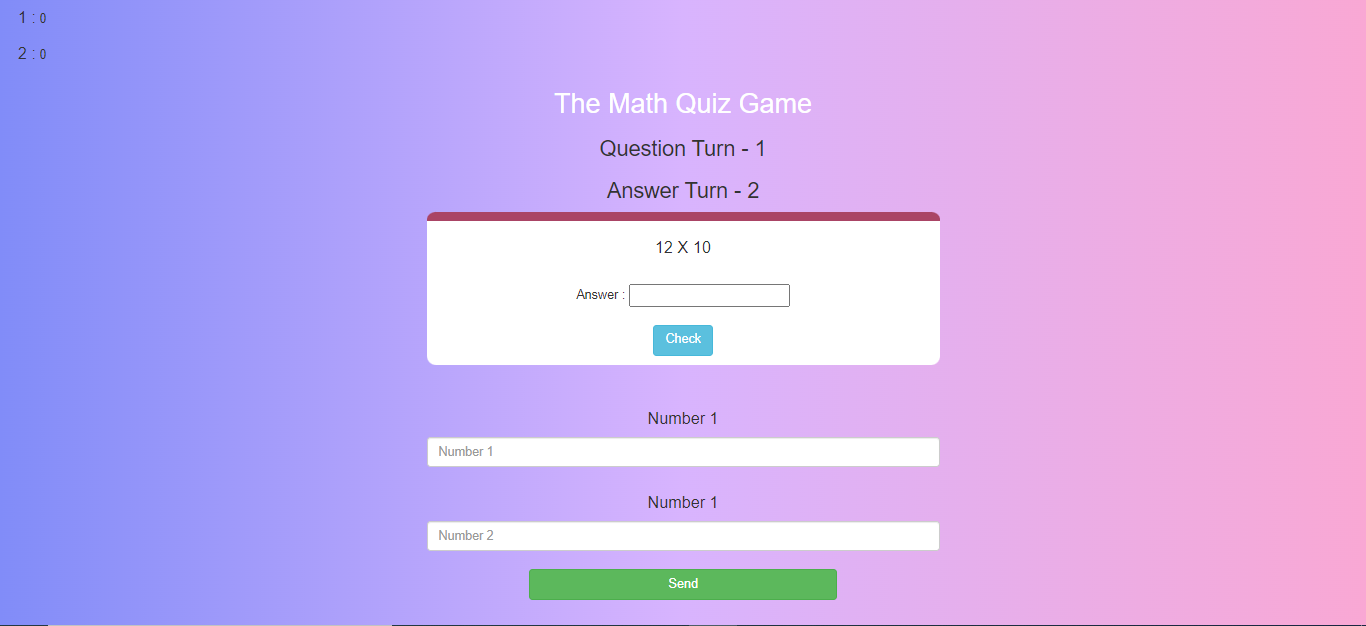 1 : 0
2 : 0
The Math Quiz Game
Question Turn - 1
Answer Turn - 2
12 X 10
Answer :
Check
Number 1
Number 1
Number 1
Number 2
Send